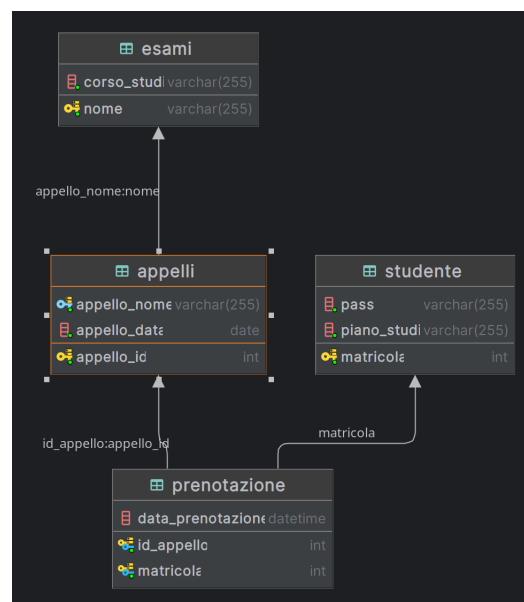 esami
corso_studi varchar(255)
nome varchar(255)
appello_nome:nome
appelli
appello_nome varchar(255)
appello_data date
appello_id int
studente
pass varchar(255)
piano_studi varchar(255)
matricola int
id_appello:appello_id
matricola
prenotazione
data_prenotazione datetime
id_appello int
matricola int